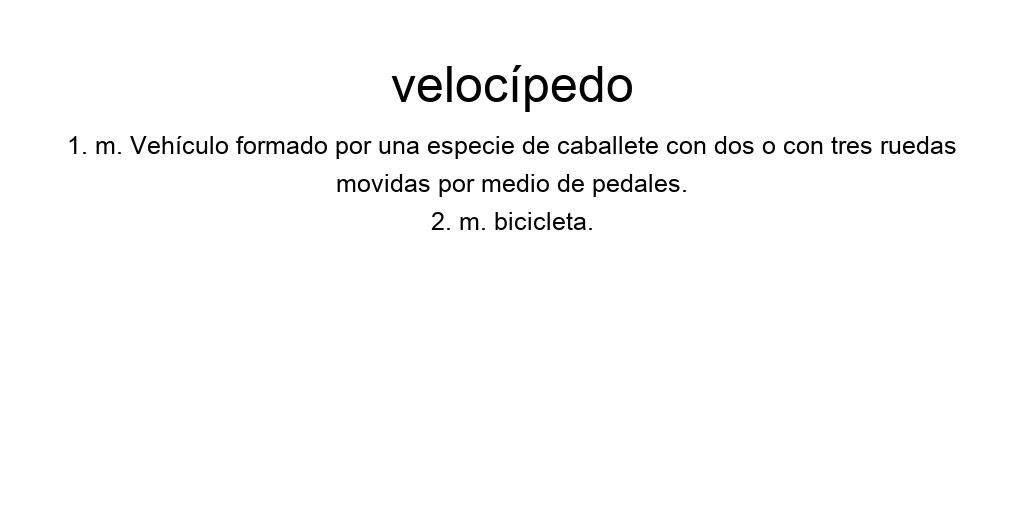 velocípedo
1. m. Vehículo formado por una especie de caballete con dos o con tres ruedas
movidas por medio de pedales.
2. m. bicicleta.